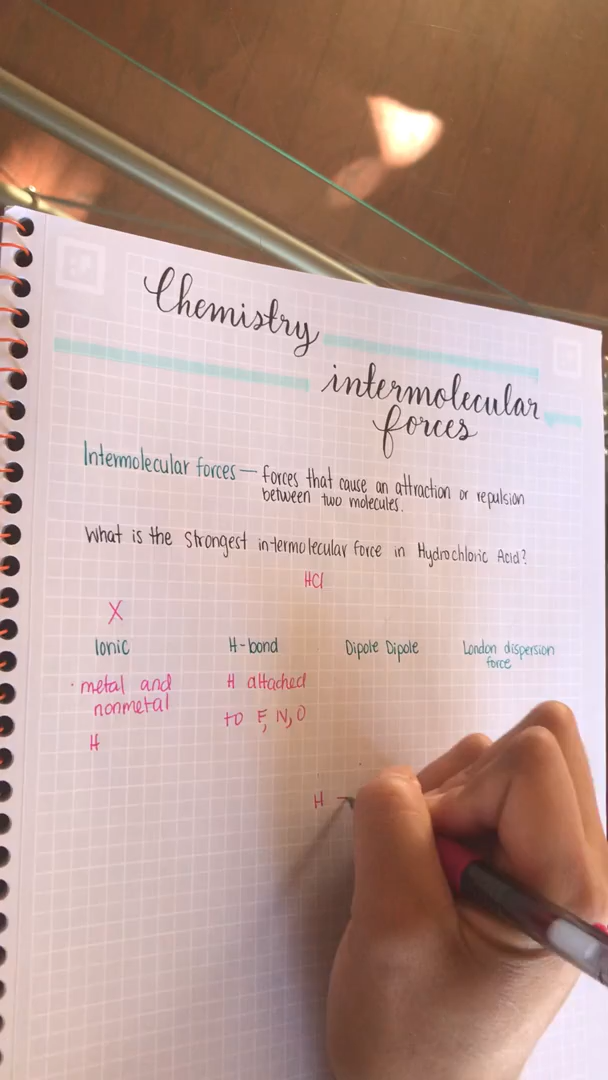 Chemistry
intermolecular
forces
Intermolecular forces — forces that cause an attraction or repulsion
between two molecules.
What is the strongest intermolecular force in Hydrochloric Acid?
HCl
X
Ionic H-bond Dipole Dipole London dispersion
force
· metal and H attached
nonmetal to F, N, O
H
H —